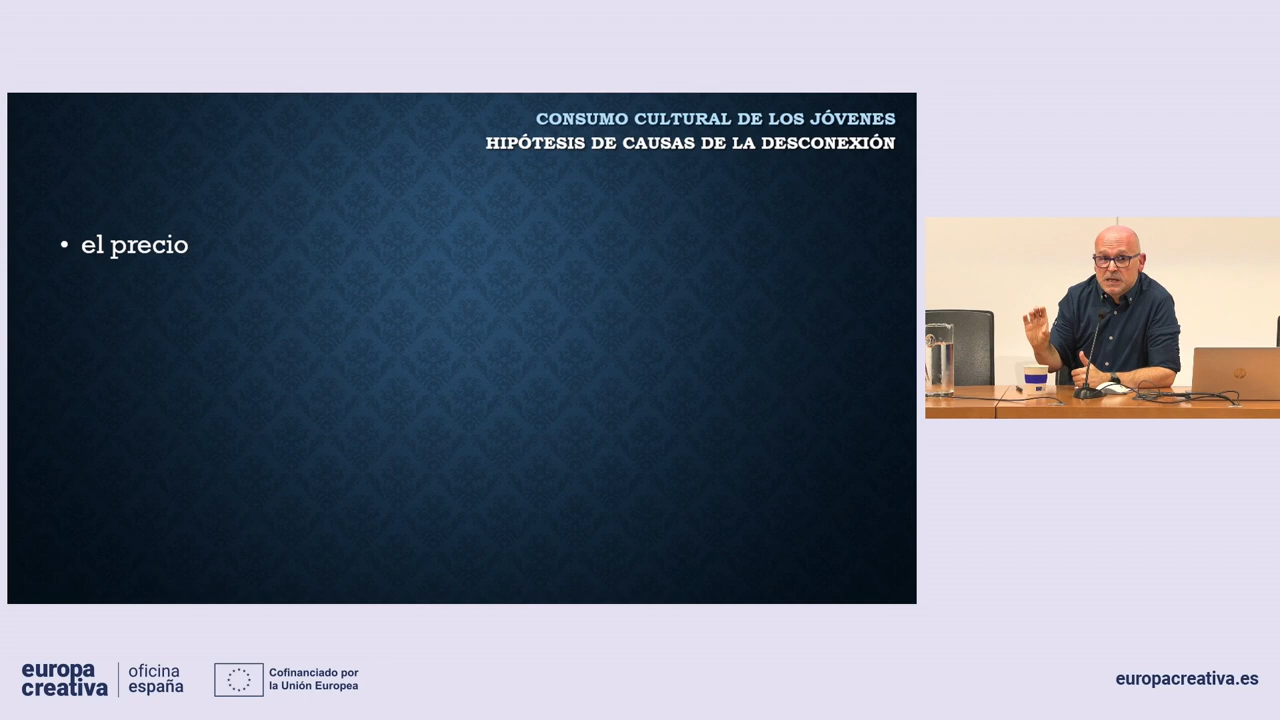 CONSUMO CULTURAL DE LOS JÓVENES
HIPÓTESIS DE CAUSAS DE LA DESCONEXIÓN
• el precio
europa
creativa
oficina
españa
Cofinanciado por
la Unión Europea
europacreativa.es